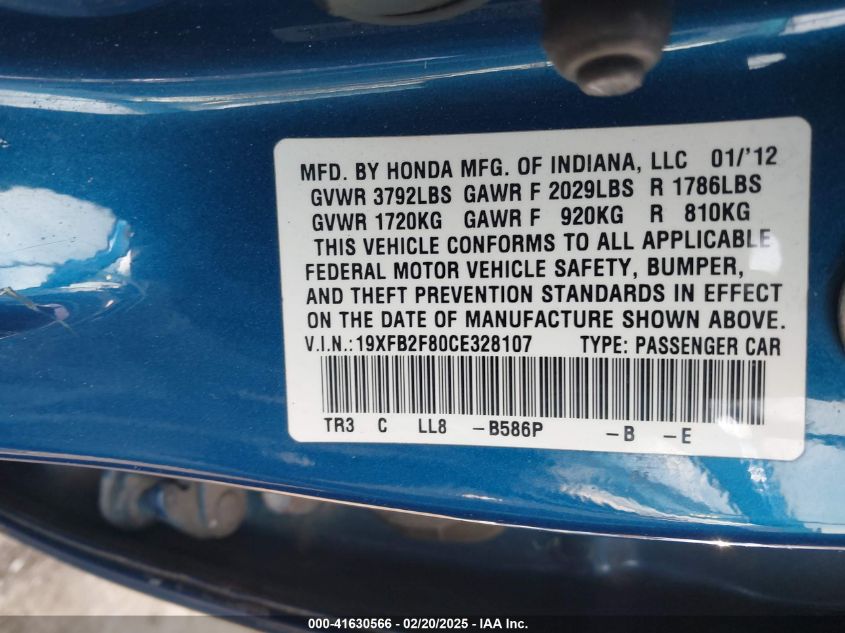 MFD. BY HONDA MFG. OF INDIANA, LLC 01/'12
GVWR 3792LBS GAWR F 2029LBS R 1786LBS
GVWR 1720KG GAWR F 920KG R 810KG
THIS VEHICLE CONFORMS TO ALL APPLICABLE
FEDERAL MOTOR VEHICLE SAFETY, BUMPER,
AND THEFT PREVENTION STANDARDS IN EFFECT
ON THE DATE OF MANUFACTURE SHOWN ABOVE.
V.I.N.:19XFB2F80CE328107 TYPE: PASSENGER CAR
TR3 C LL8 -B586P -B -E
000-41630566 - 02/20/2025 - IAA Inc.